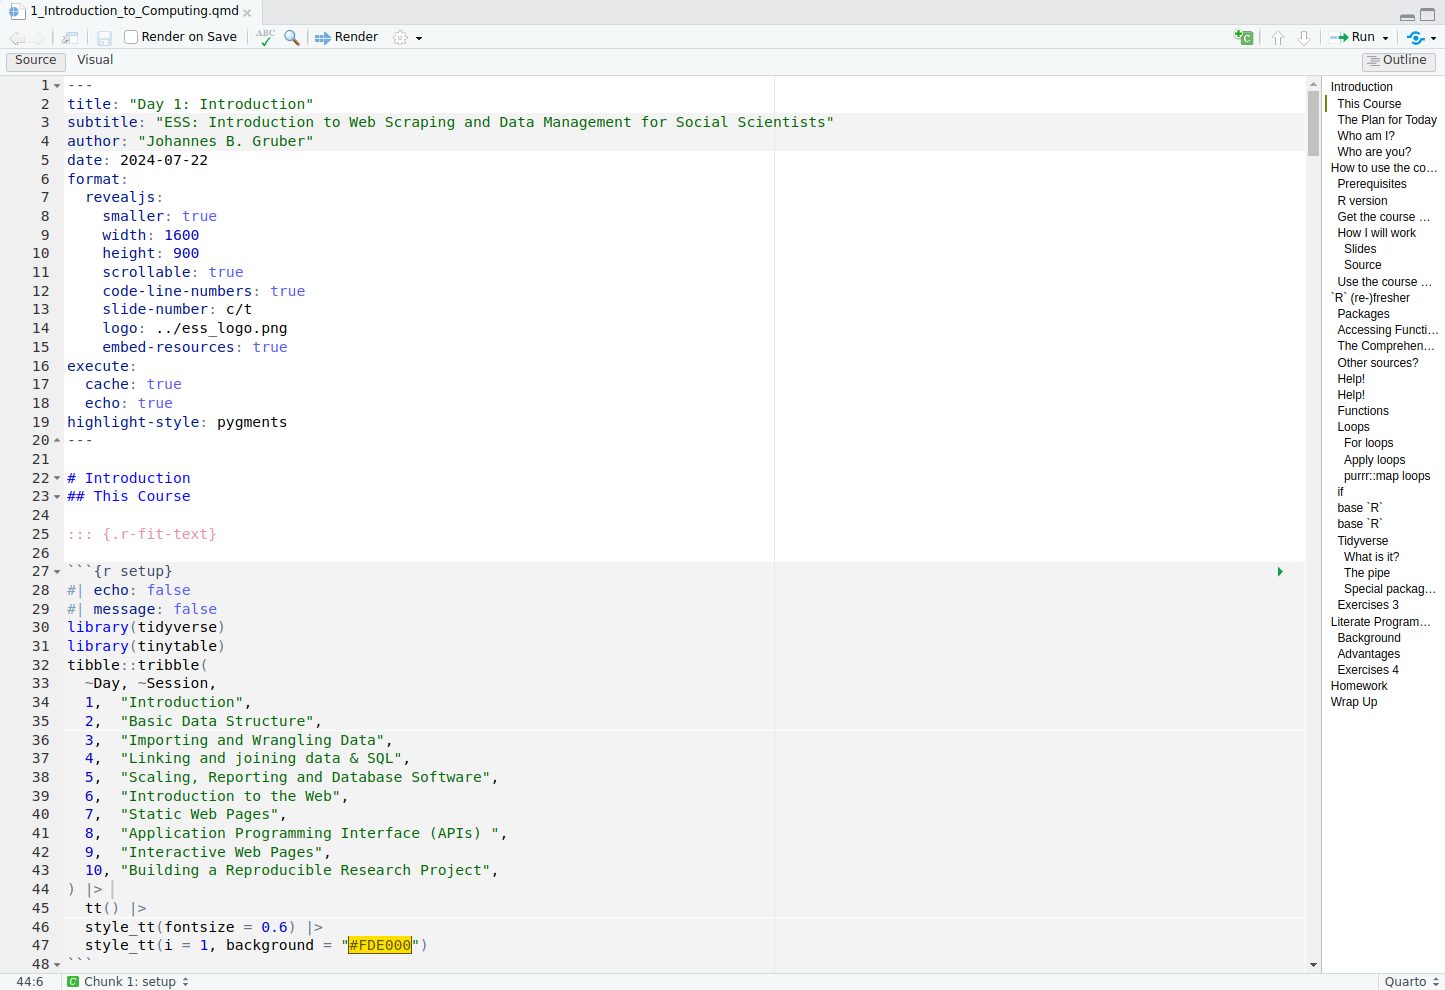 1_Introduction_to_Computing.qmd
Render on Save ABC Render Run
Source Visual Outline
1 ---
2 title: "Day 1: Introduction"
3 subtitle: "ESS: Introduction to Web Scraping and Data Management for Social Scientists"
4 author: "Johannes B. Gruber"
5 date: 2024-07-22
6 format:
7   revealjs:
8     smaller: true
9     width: 1600
10     height: 900
11     scrollable: true
12     code-line-numbers: true
13     slide-number: c/t
14     logo: ../ess_logo.png
15     embed-resources: true
16 execute:
17   cache: true
18   echo: true
19 highlight-style: pygments
20 ---
21
22 # Introduction
23 ## This Course
24
25 ::: {.r-fit-text}
26
27 ```{r setup}
28 #| echo: false
29 #| message: false
30 library(tidyverse)
31 library(tinytable)
32 tibble::tribble(
33   ~Day, ~Session,
34   1,  "Introduction",
35   2,  "Basic Data Structure",
36   3,  "Importing and Wrangling Data",
37   4,  "Linking and joining data & SQL",
38   5,  "Scaling, Reporting and Database Software",
39   6,  "Introduction to the Web",
40   7,  "Static Web Pages",
41   8,  "Application Programming Interface (APIs) ",
42   9,  "Interactive Web Pages",
43   10, "Building a Reproducible Research Project",
44 ) |>
45   tt() |>
46   style_tt(fontsize = 0.6) |>
47   style_tt(i = 1, background = "#FDE000")
48 ```
Introduction
This Course
The Plan for Today
Who am I?
Who are you?
How to use the co...
Prerequisites
R version
Get the course ...
How I will work
Slides
Source
Use the course ...
`R` (re-)fresher
Packages
Accessing Functi...
The Comprehen...
Other sources?
Help!
Help!
Functions
Loops
For loops
Apply loops
purrr::map loops
if
base `R`
base `R`
Tidyverse
What is it?
The pipe
Special packag...
Exercises 3
Literate Program...
Background
Advantages
Exercises 4
Homework
Wrap Up
44:6 C Chunk 1: setup Quarto